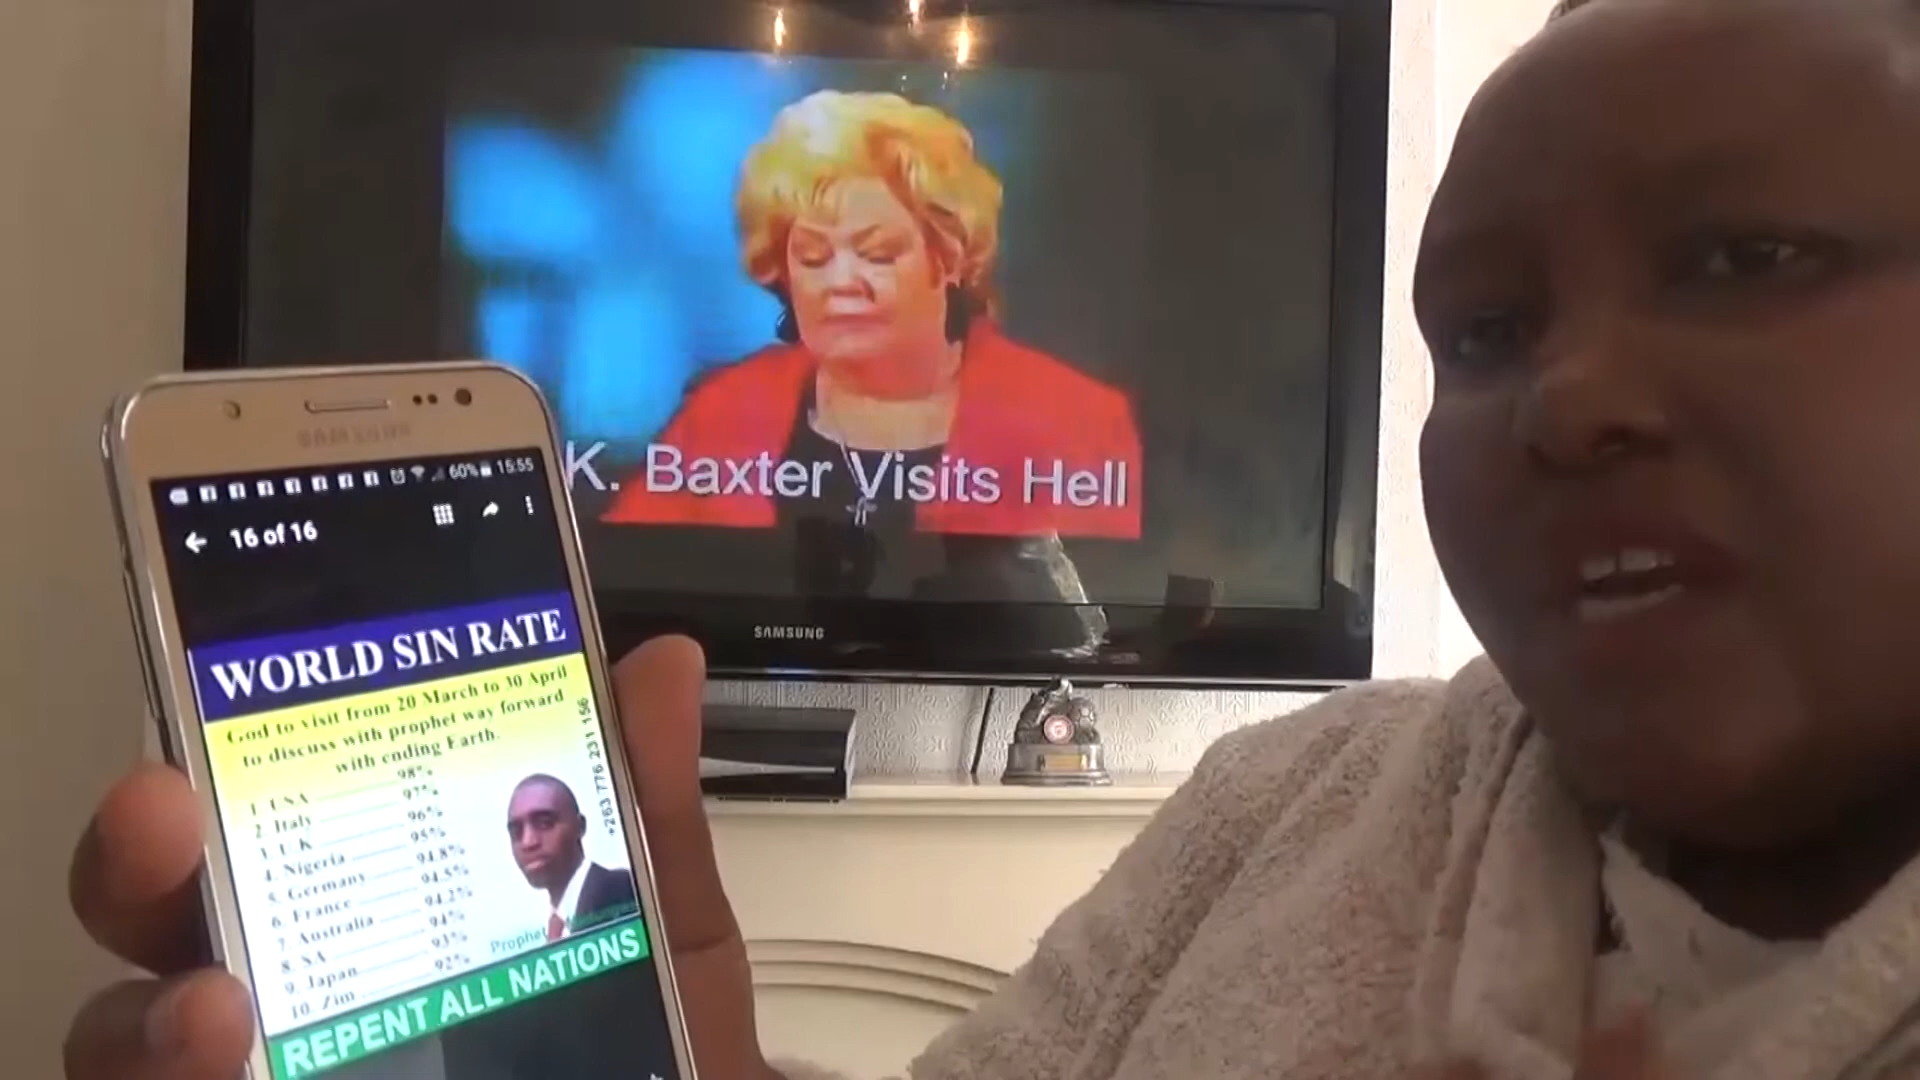 K. Baxter Visits Hell
SAMSUNG
SAMSUNG
60% 15:55
16 of 16
WORLD SIN RATE
God to visit from 20 March to 30 April
to discuss with prophet way forward
with ending Earth.
1. USA 98%
2. Italy 97%
3. U K 96%
4. Nigeria 95%
5. Germany 94.8%
6. France 94.5%
7. Australia 94.2%
8. SA 94%
9. Japan 93%
10. Zim 92%
+263 776 231 156
Prophet
REPENT ALL NATIONS